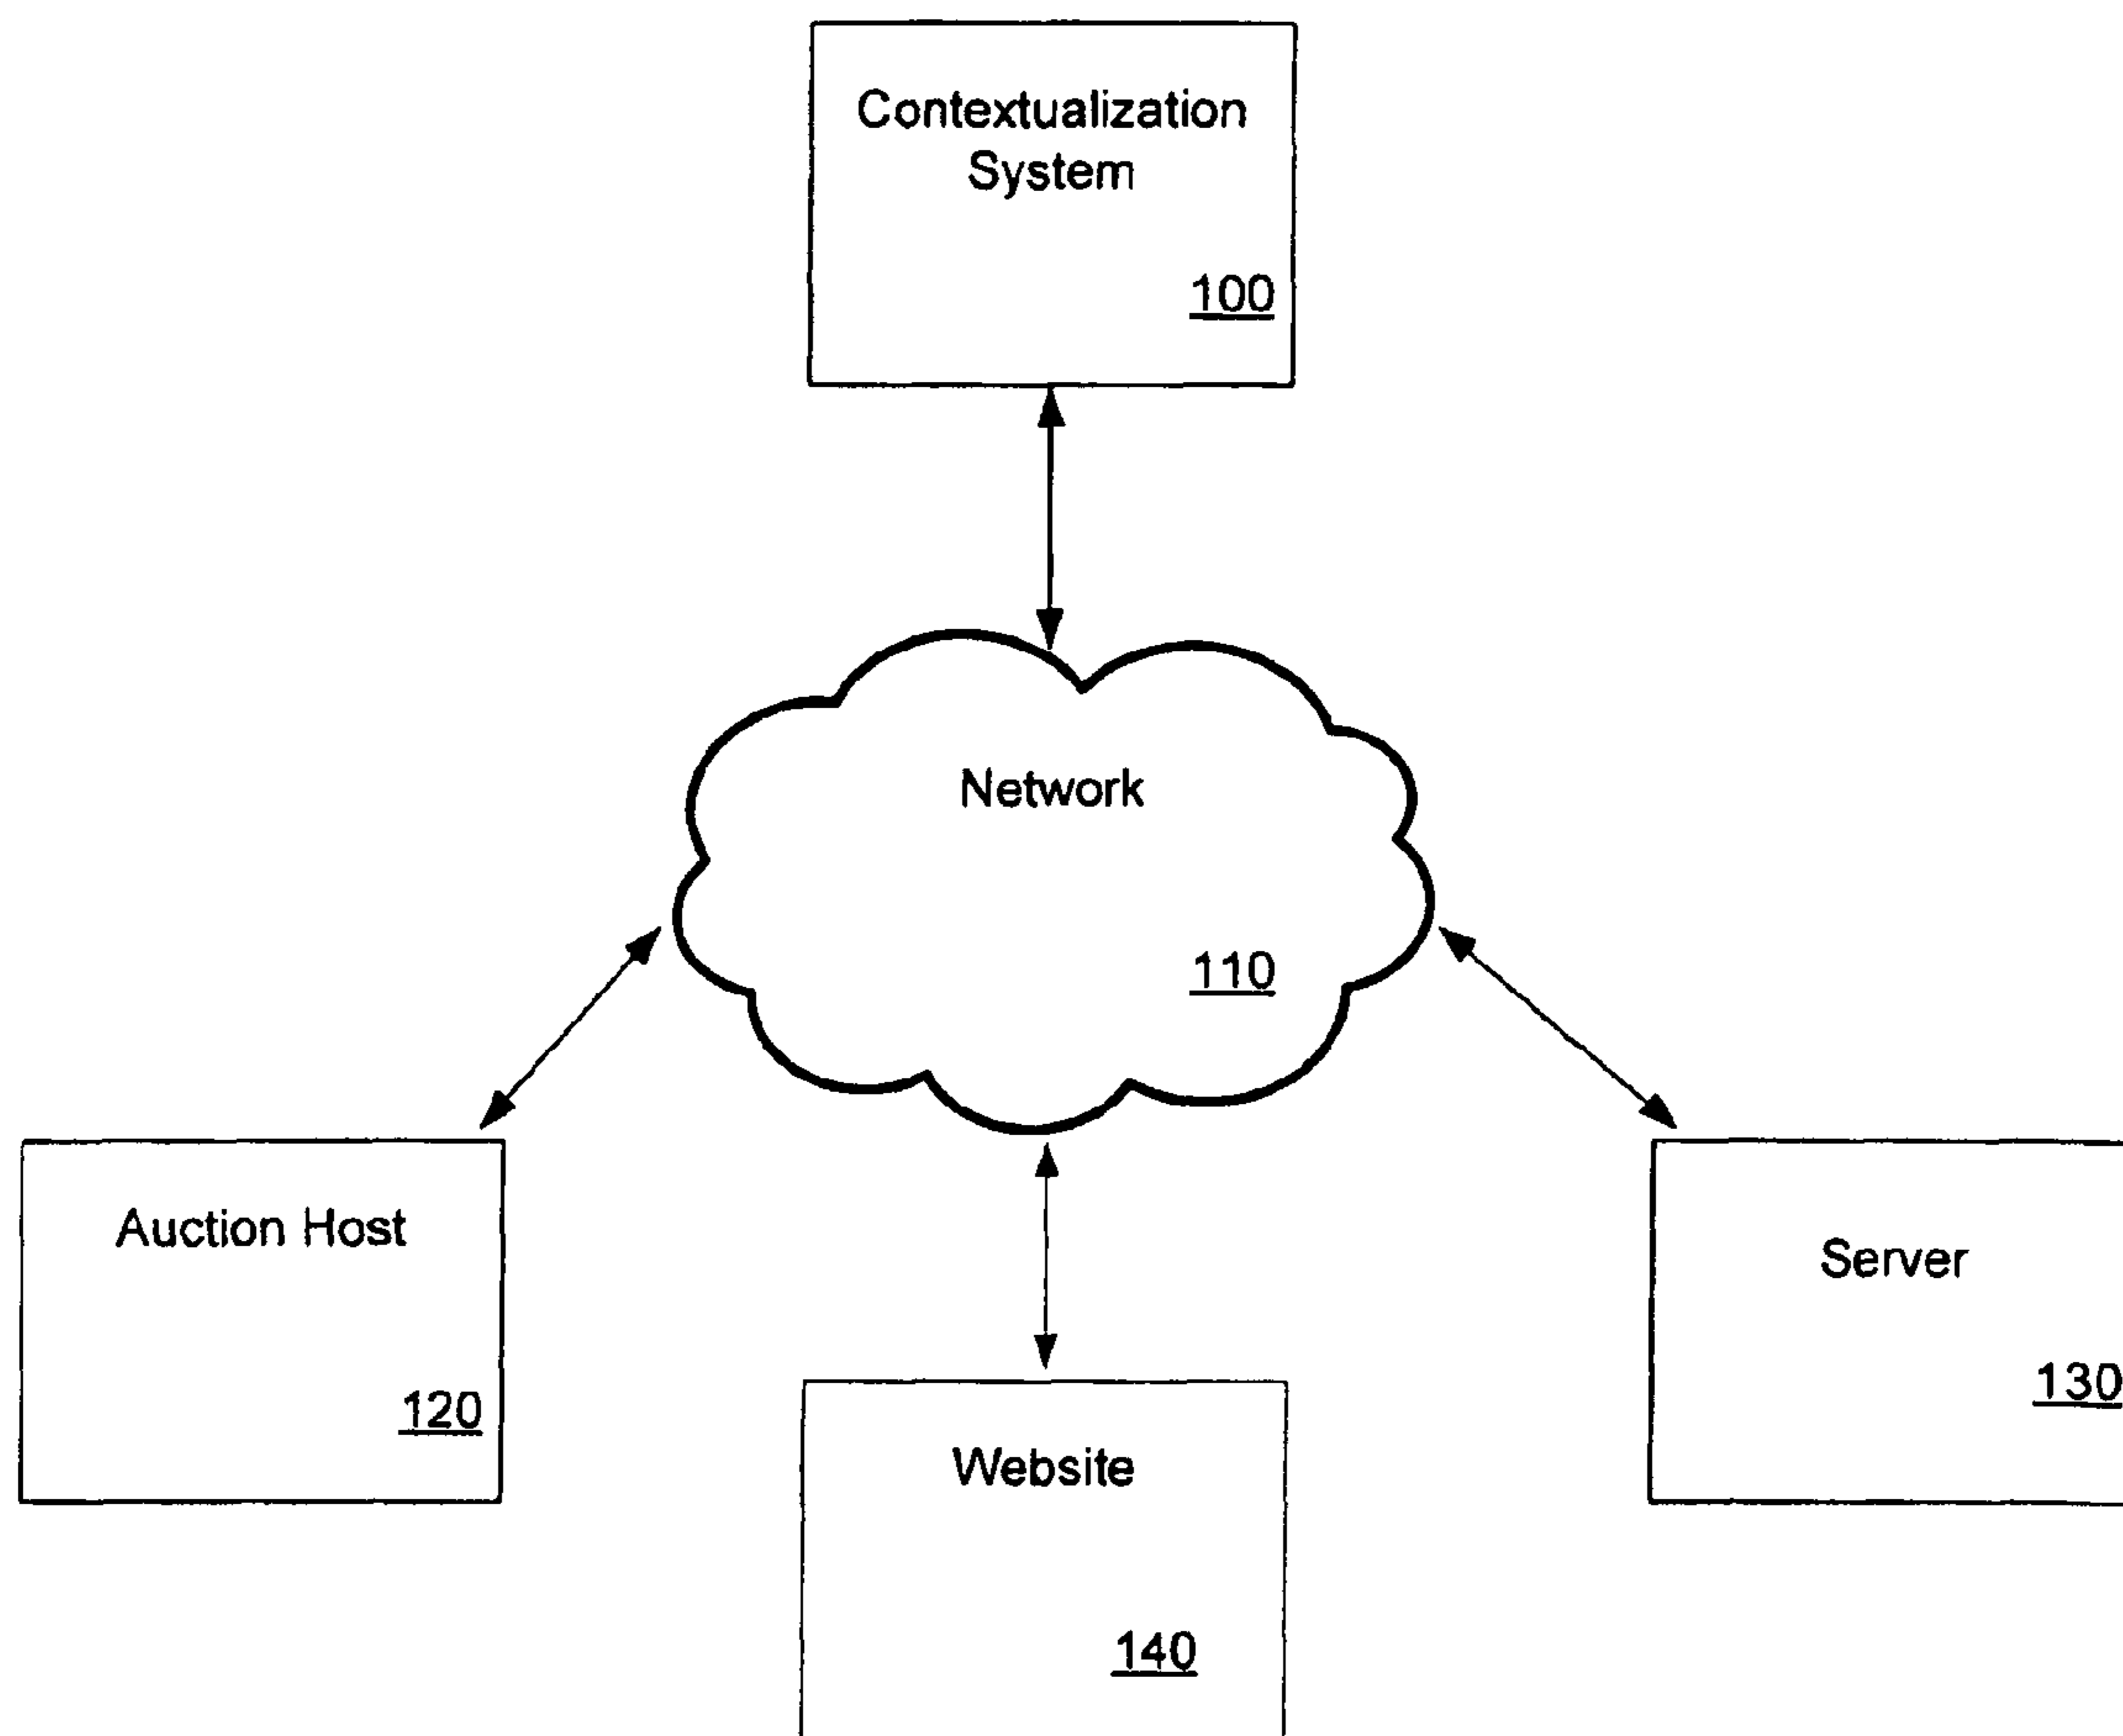 Contextualization
System
100
Network
110
Auction Host
120
Server
130
Website
140